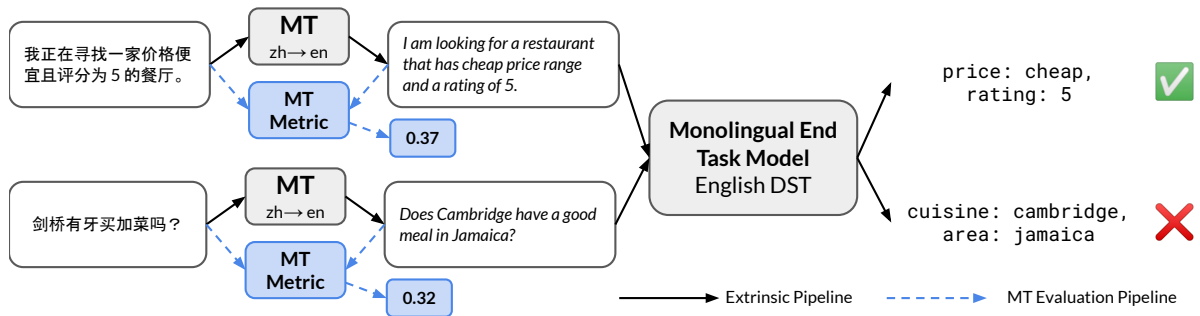 我正在寻找一家价格便
宜且评分为 5 的餐厅。
MT
zh→ en
MT
Metric
0.37
I am looking for a restaurant
that has cheap price range
and a rating of 5.
剑桥有牙买加菜吗？
MT
zh→ en
MT
Metric
0.32
Does Cambridge have a good
meal in Jamaica?
Monolingual End
Task Model
English DST
price: cheap,
rating: 5
cuisine: cambridge,
area: jamaica
Extrinsic Pipeline
MT Evaluation Pipeline